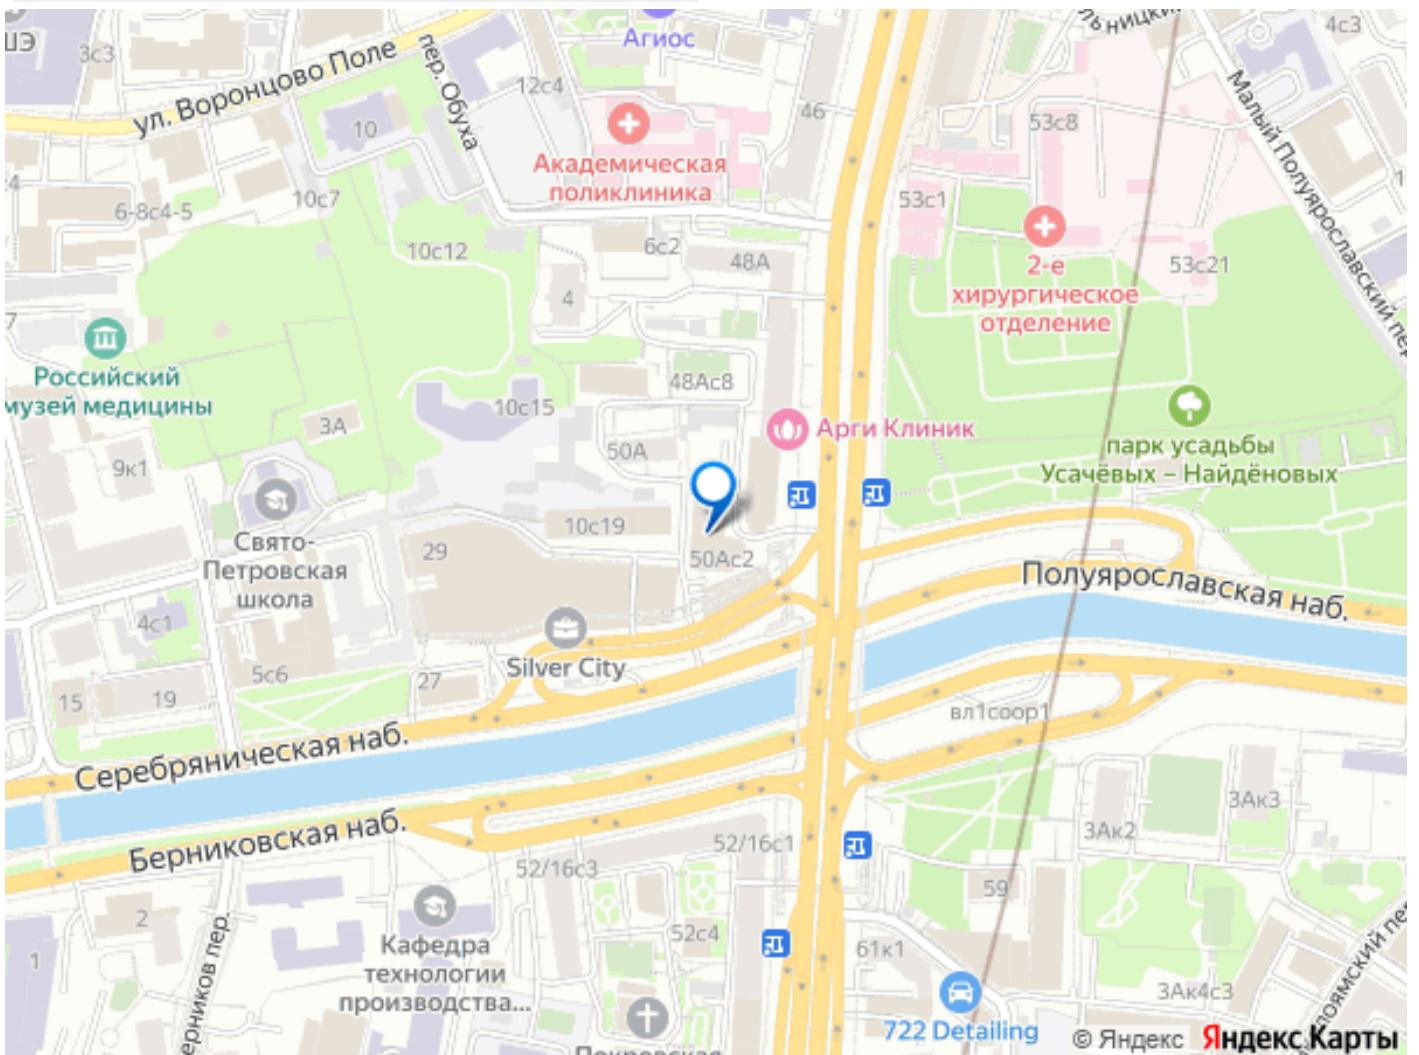 ШЭ
3с3
ул. Воронцово Поле
пер. Обуха
Агиос
12с4
46
4с3
Малый Полуярославский пер.
10
Академическая
поликлиника
53с8
53с1
6-8с4-5
10с7
10с12
6с2
48А
4
2-е
хирургическое
отделение
53с21
Российский
музей медицины
3А
10с15
48Ас8
50А
Арги Клиник
парк усадьбы
Усачёвых – Найдёновых
9к1
Свято-
Петровская
школа
29
10с19
50Ас2
Полуярославская наб.
4с1
Silver City
5с6
27
15
19
вл1соор1
Серебряническая наб.
Берниковская наб.
52/16с3
52/16с1
3Ак2
3Ак3
59
2
1
Кафедра
технологии
производства...
52с4
61к1
3Ак4с3
722 Detailing
© Яндекс Яндекс Карты